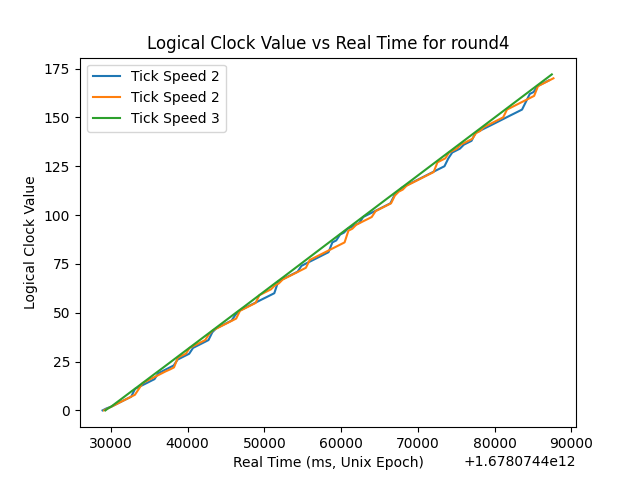 Logical Clock Value vs Real Time for round4
Tick Speed 2
Tick Speed 2
Tick Speed 3
175
150
125
100
75
50
25
0
Logical Clock Value
30000 40000 50000 60000 70000 80000 90000
+1.6780744e12
Real Time (ms, Unix Epoch)